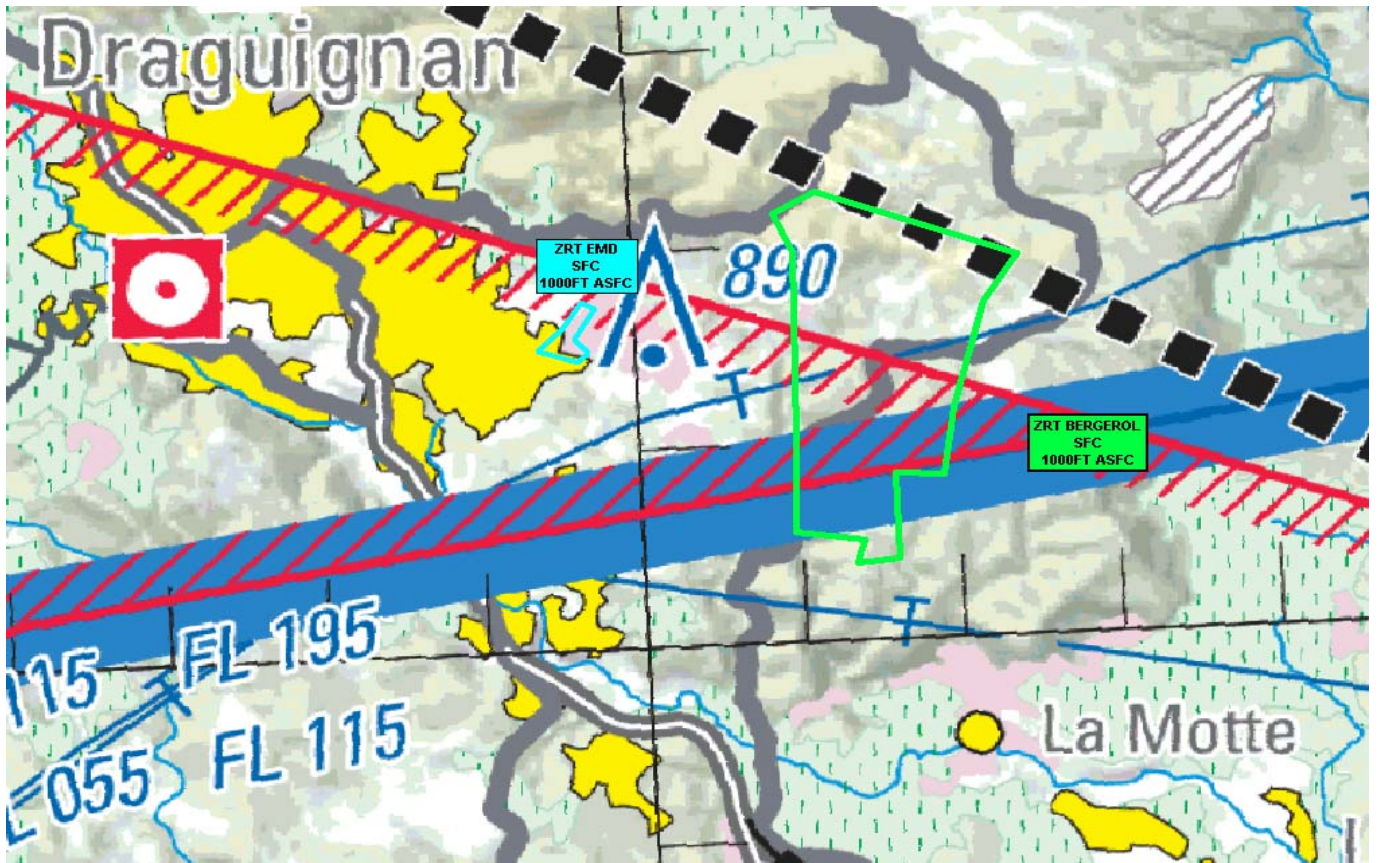 Draguignan
ZRT EMD
SFC
1000FT ASFC
890
ZRT BERGEROL
SFC
1000FT ASFC
T
T
115
FL 195
FL 115
L 055
La Motte